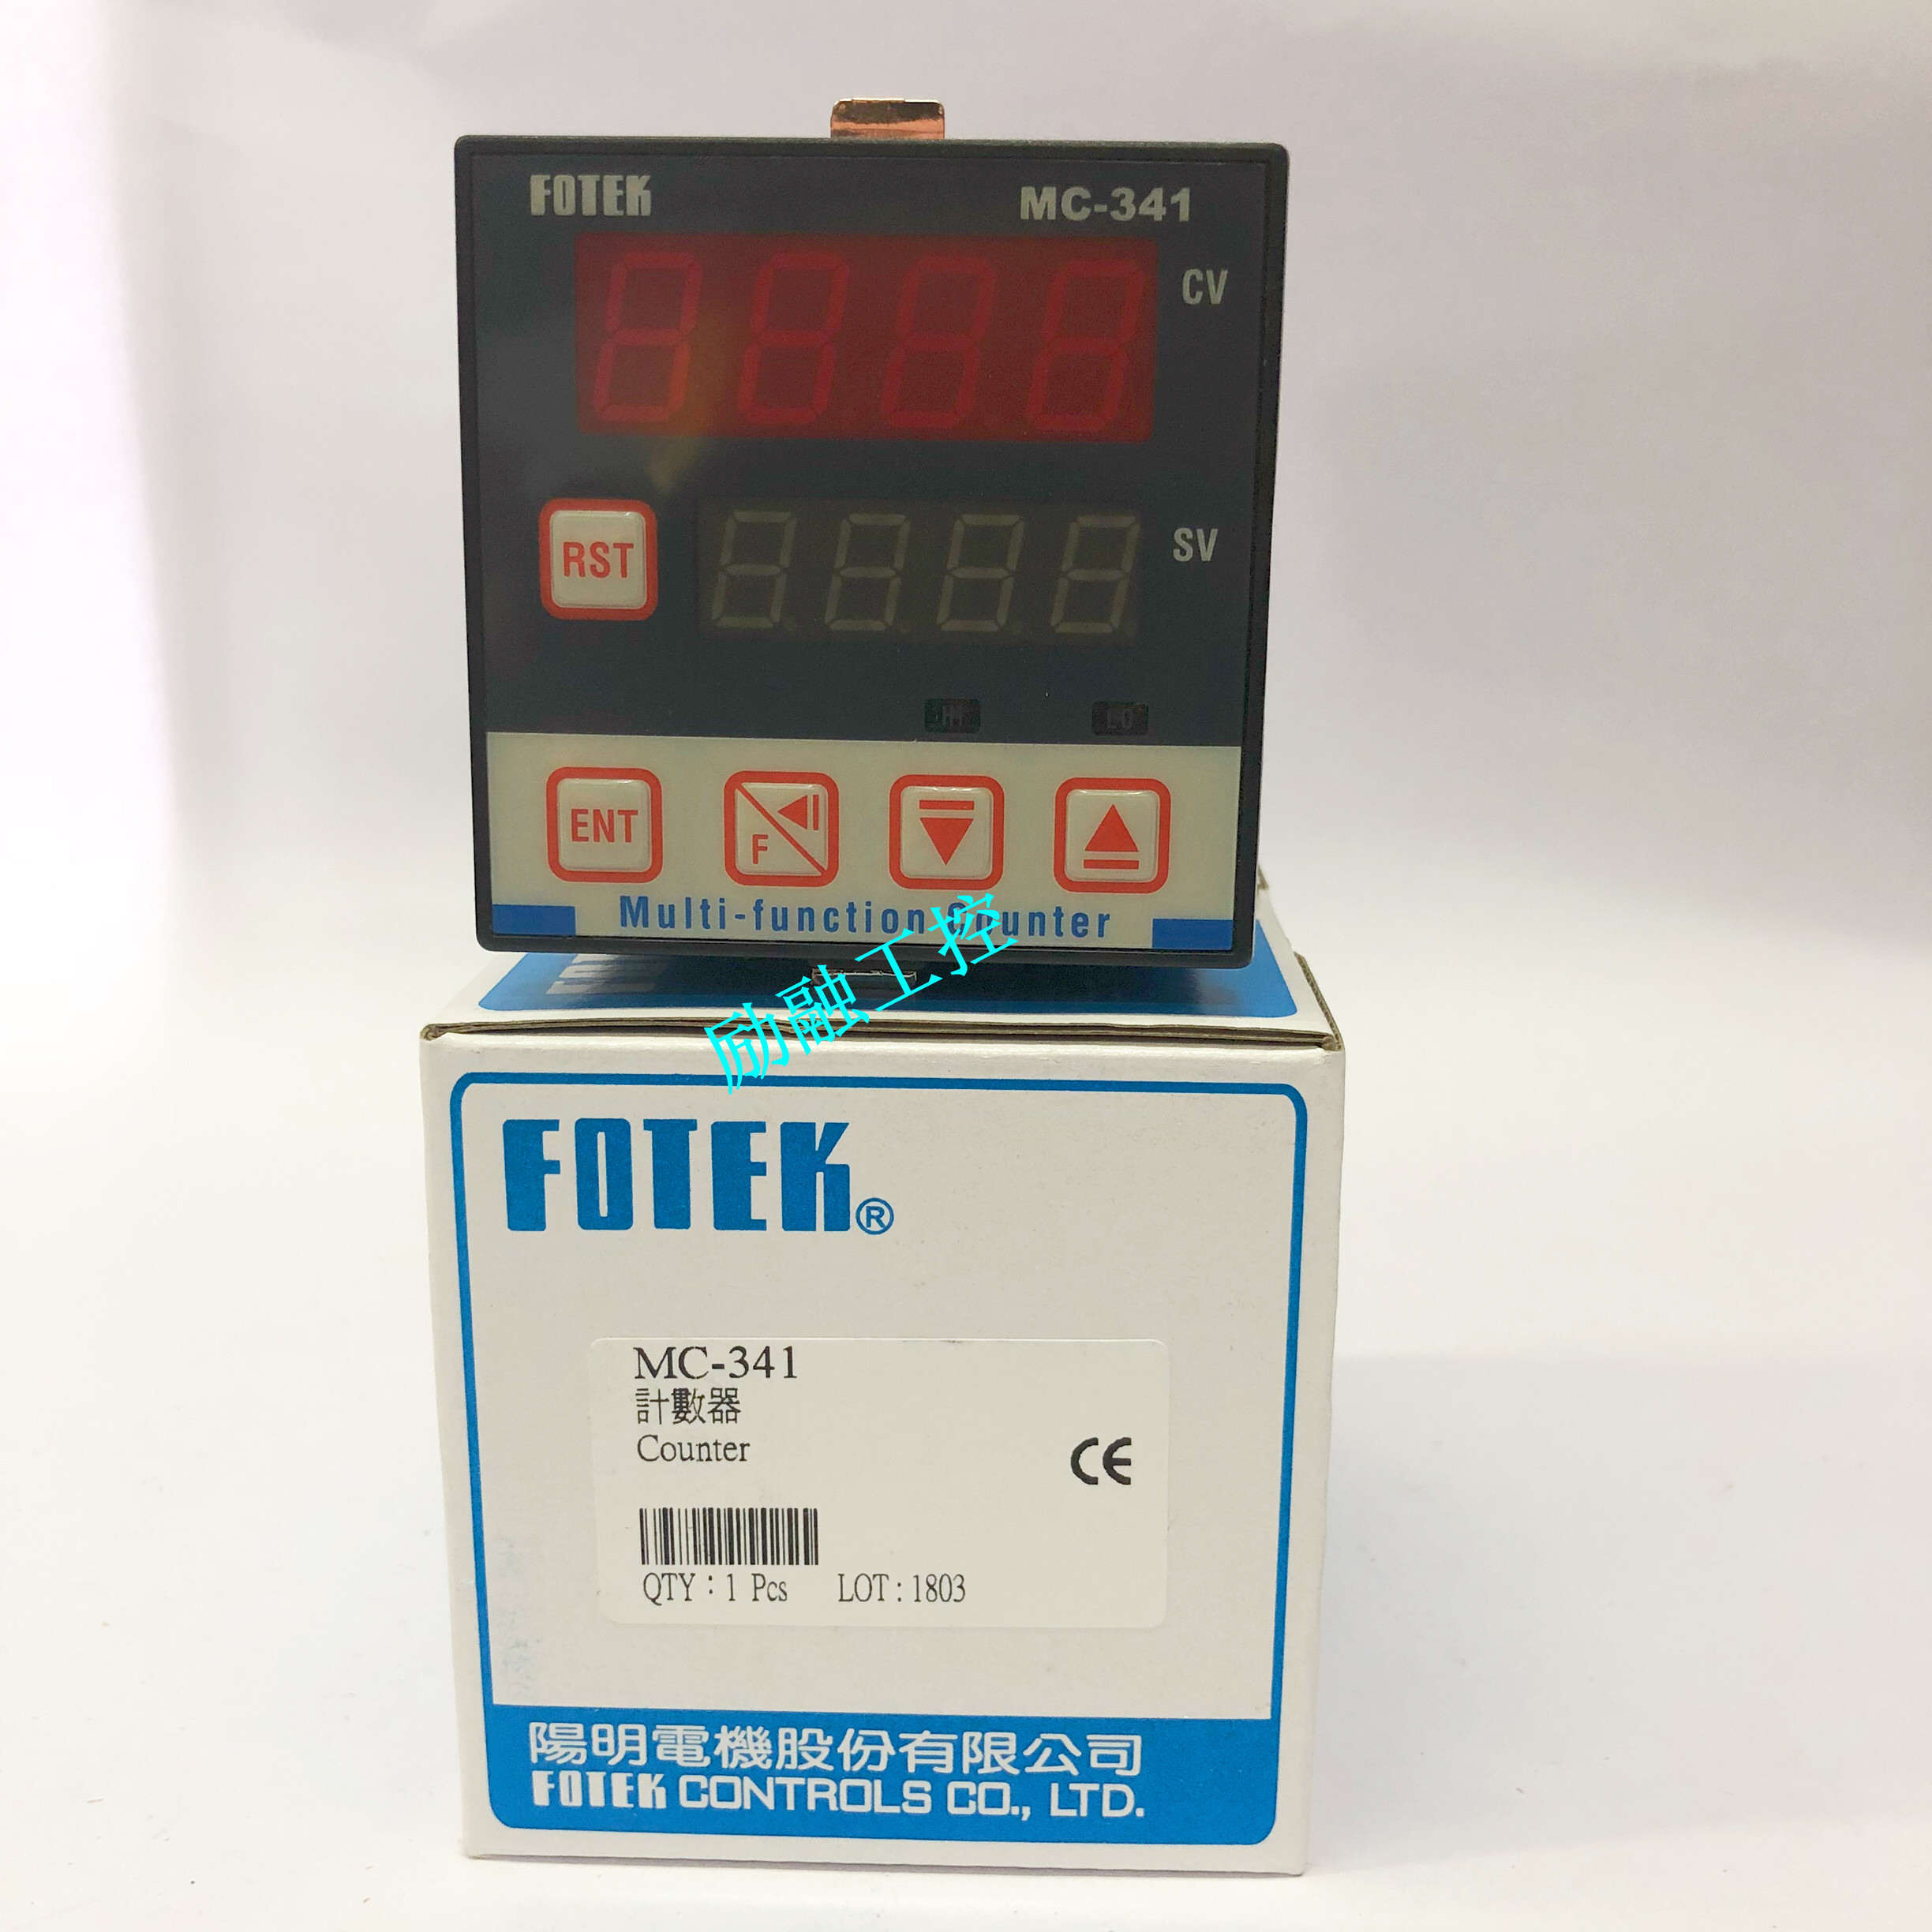 FOTEK
MC-341
CV
RST
SV
HI
LO
ENT
F
Multi-function Counter
励融工控
FOTEK®
MC-341
計數器
Counter
CE
QTY：1 Pcs LOT : 1803
陽明電機股份有限公司
FOTEK CONTROLS CO., LTD.